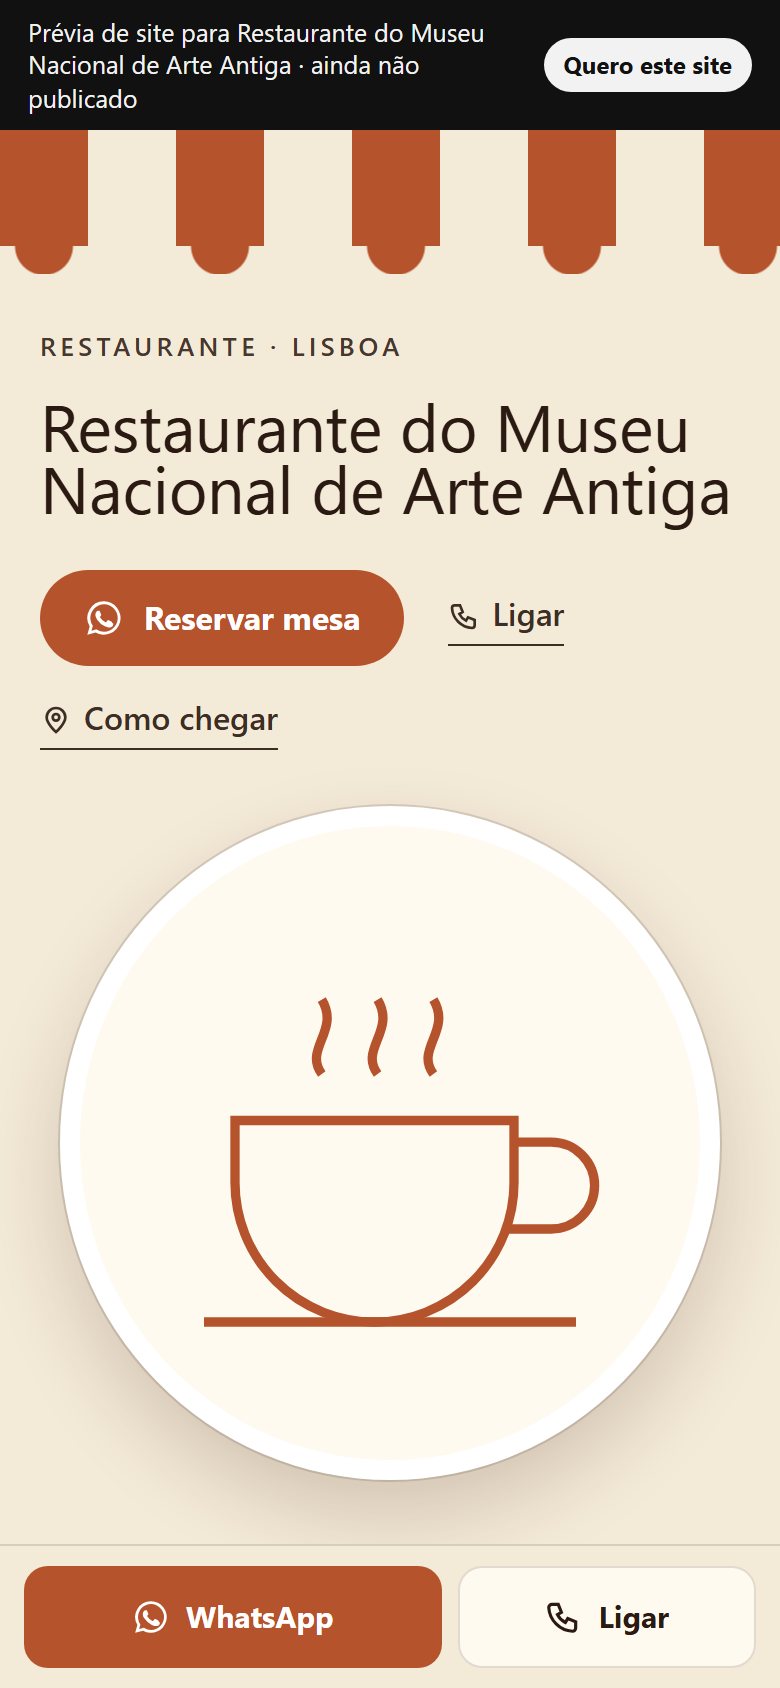 Prévia de site para Restaurante do Museu
Nacional de Arte Antiga · ainda não
publicado
Quero este site
RESTAURANTE · LISBOA
Restaurante do Museu
Nacional de Arte Antiga
Reservar mesa
Ligar
Como chegar
WhatsApp
Ligar